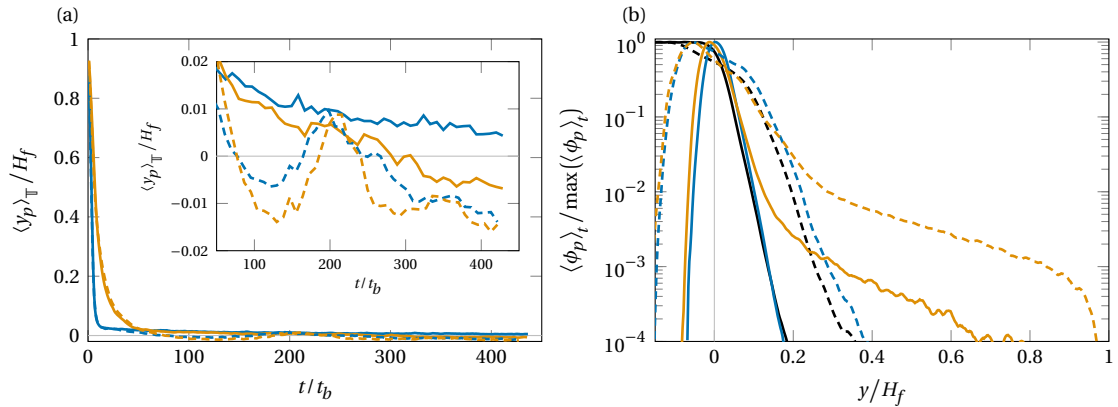 (a)
1
0.8
0.6
0.4
0.2
0
⟨y_p⟩_𝕋 / H_f
0 100 200 300 400
t/t_b
0.02
0.01
0
−0.01
−0.02
⟨y_p⟩_𝕋 / H_f
100 200 300 400
t/t_b
(b)
10^0
10^−1
10^−2
10^−3
10^−4
⟨ϕ_p⟩_t / max(⟨ϕ_p⟩_t)
0 0.2 0.4 0.6 0.8 1
y/H_f